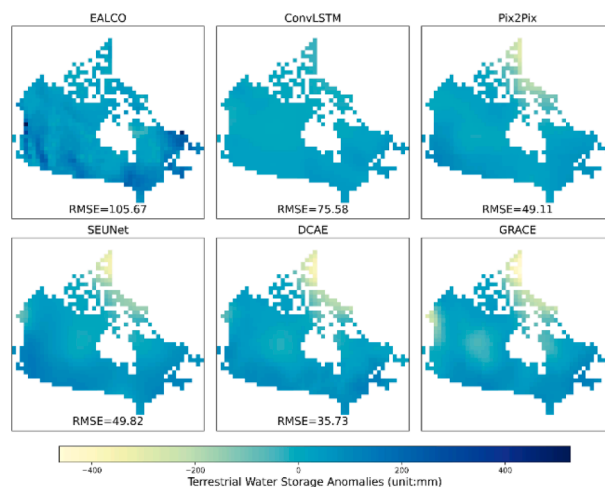 EALCO
ConvLSTM
Pix2Pix
RMSE=105.67
RMSE=75.58
RMSE=49.11
SEUNet
DCAE
GRACE
RMSE=49.82
RMSE=35.73
−400
−200
0
200
400
Terrestrial Water Storage Anomalies (unit:mm)